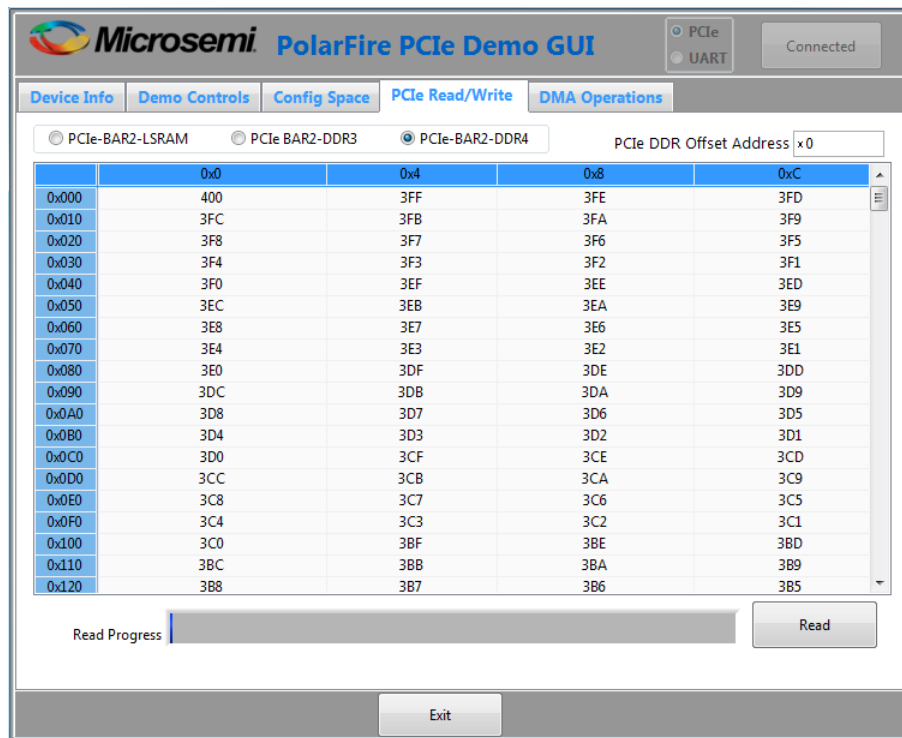 Microsemi. PolarFire PCIe Demo GUI
PCIe
UART
Connected
Device Info Demo Controls Config Space PCIe Read/Write DMA Operations
PCIe-BAR2-LSRAM PCIe BAR2-DDR3 PCIe-BAR2-DDR4 PCIe DDR Offset Address x0
0x0 0x4 0x8 0xC
0x000 400 3FF 3FE 3FD
0x010 3FC 3FB 3FA 3F9
0x020 3F8 3F7 3F6 3F5
0x030 3F4 3F3 3F2 3F1
0x040 3F0 3EF 3EE 3ED
0x050 3EC 3EB 3EA 3E9
0x060 3E8 3E7 3E6 3E5
0x070 3E4 3E3 3E2 3E1
0x080 3E0 3DF 3DE 3DD
0x090 3DC 3DB 3DA 3D9
0x0A0 3D8 3D7 3D6 3D5
0x0B0 3D4 3D3 3D2 3D1
0x0C0 3D0 3CF 3CE 3CD
0x0D0 3CC 3CB 3CA 3C9
0x0E0 3C8 3C7 3C6 3C5
0x0F0 3C4 3C3 3C2 3C1
0x100 3C0 3BF 3BE 3BD
0x110 3BC 3BB 3BA 3B9
0x120 3B8 3B7 3B6 3B5
Read Progress Read
Exit